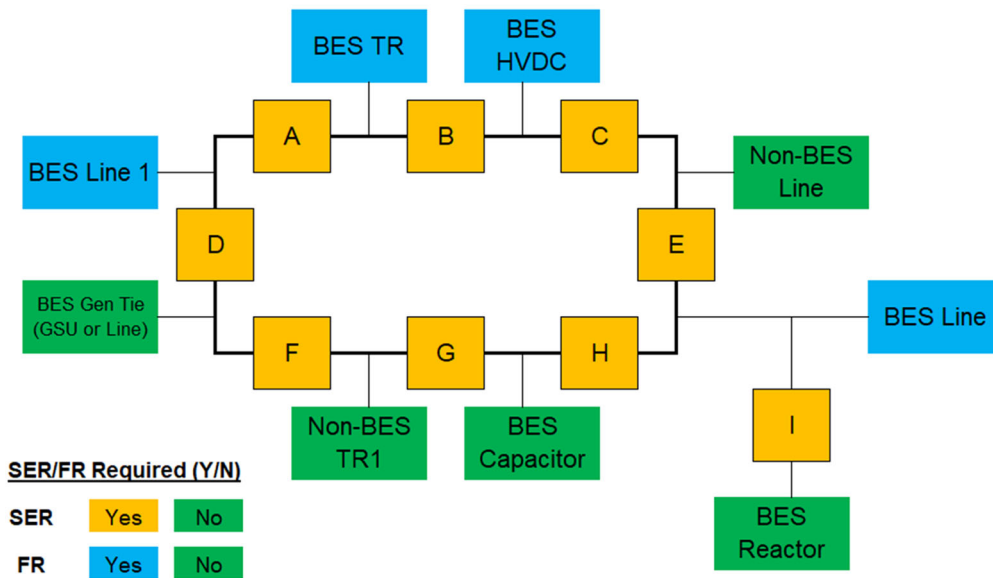 BES TR
BES
HVDC
A
B
C
BES Line 1
Non-BES
Line
D
E
BES Gen Tie
(GSU or Line)
BES Line
F
G
H
Non-BES
TR1
BES
Capacitor
I
SER/FR Required (Y/N)
SER Yes No
FR Yes No
BES
Reactor